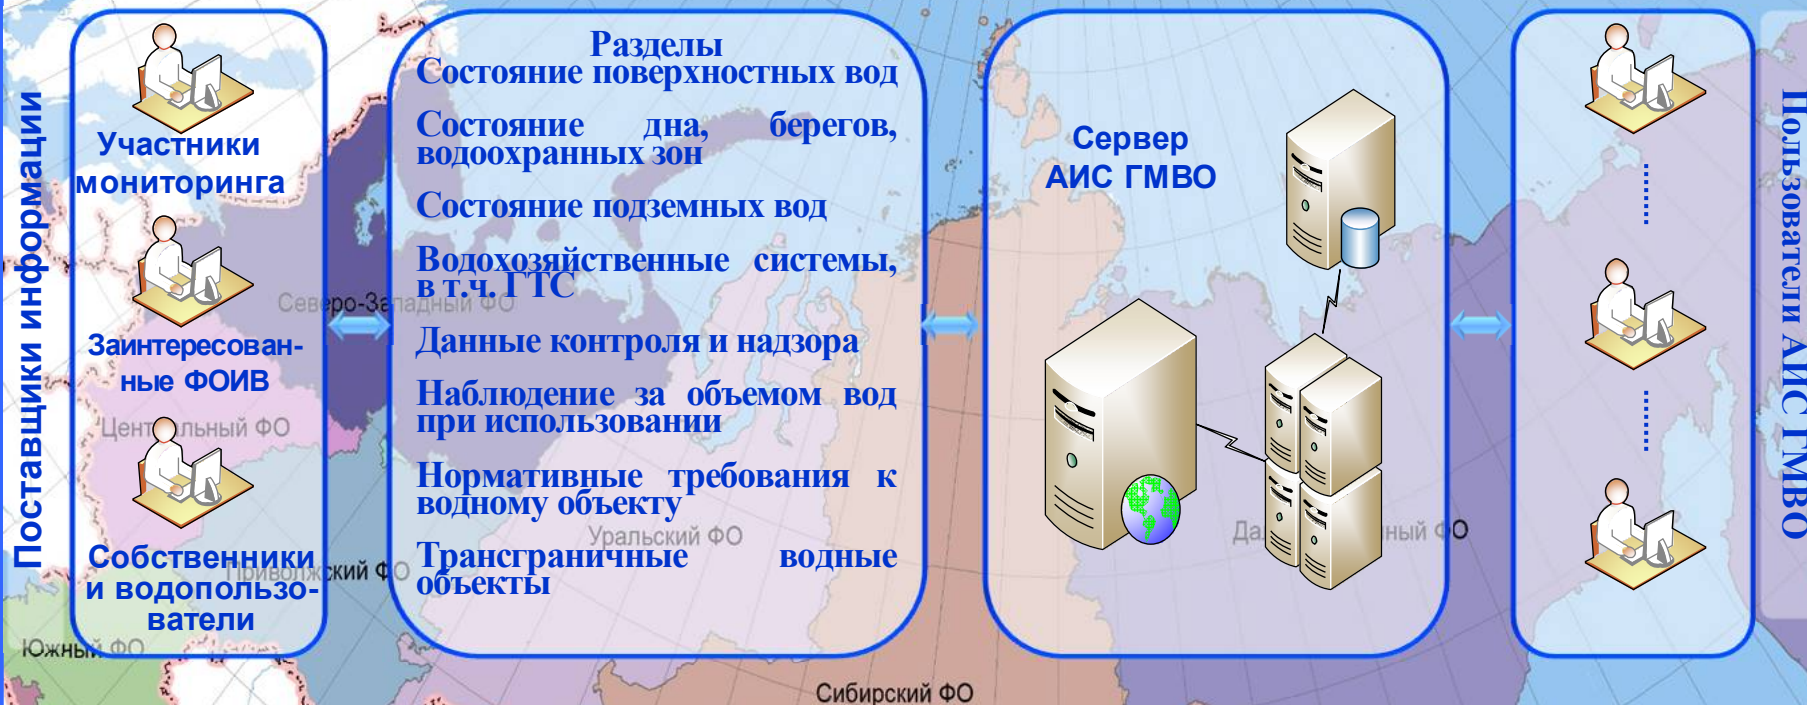 Поставщики информации
Участники
мониторинга
Заинтересован-
ные ФОИВ
Собственники
и водопользо-
ватели
Разделы
Состояние поверхностных вод
Состояние дна, берегов,
водоохранных зон
Состояние подземных вод
Водохозяйственные системы,
в т.ч. ГТС
Данные контроля и надзора
Наблюдение за объемом вод
при использовании
Нормативные требования к
водному объекту
Трансграничные водные
объекты
Сервер
АИС ГМВО
Пользователи АИС ГМВО
Северо-Западный ФО
Центральный ФО
Приволжский ФО
Южный ФО
Уральский ФО
Сибирский ФО
ФО